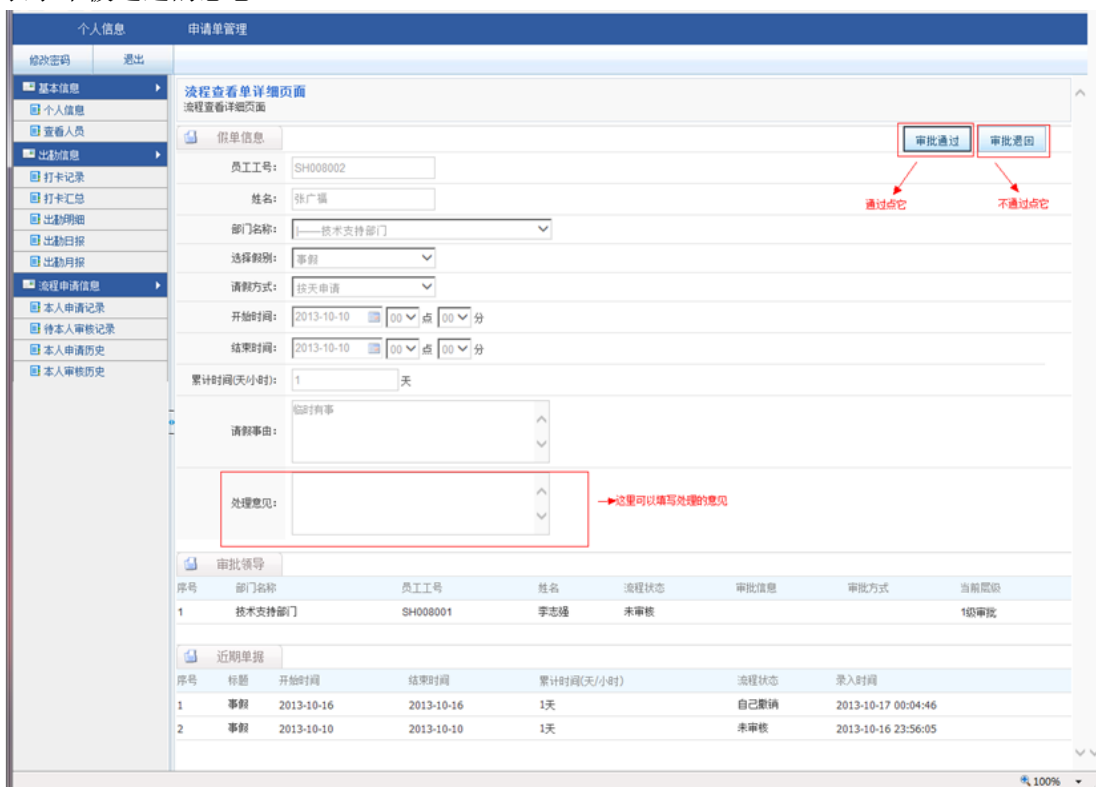 个人信息 申请单管理
修改密码 退出
基本信息
个人信息
查看人员
出勤信息
打卡记录
打卡汇总
出勤明细
出勤日报
出勤月报
流程申请信息
本人申请记录
待本人审核记录
本人申请历史
本人审核历史
流程查看单详细页面
流程查看详细页面
假单信息
审批通过 审批退回
通过点它 不通过点它
员工工号: SH008002
姓名: 张广福
部门名称: |——技术支持部门
选择假别: 事假
请假方式: 按天申请
开始时间: 2013-10-10 00 点 00 分
结束时间: 2013-10-10 00 点 00 分
累计时间(天/小时): 1 天
请假事由: 临时有事
处理意见: 这里可以填写处理的意见
审批领导
序号 部门名称 员工工号 姓名 流程状态 审批信息 审批方式 当前层级
1 技术支持部门 SH008001 李志强 未审核 1级审批
近期单据
序号 标题 开始时间 结束时间 累计时间(天/小时) 流程状态 录入时间
1 事假 2013-10-16 2013-10-16 1天 自己撤销 2013-10-17 00:04:46
2 事假 2013-10-10 2013-10-10 1天 未审核 2013-10-16 23:56:05
100%